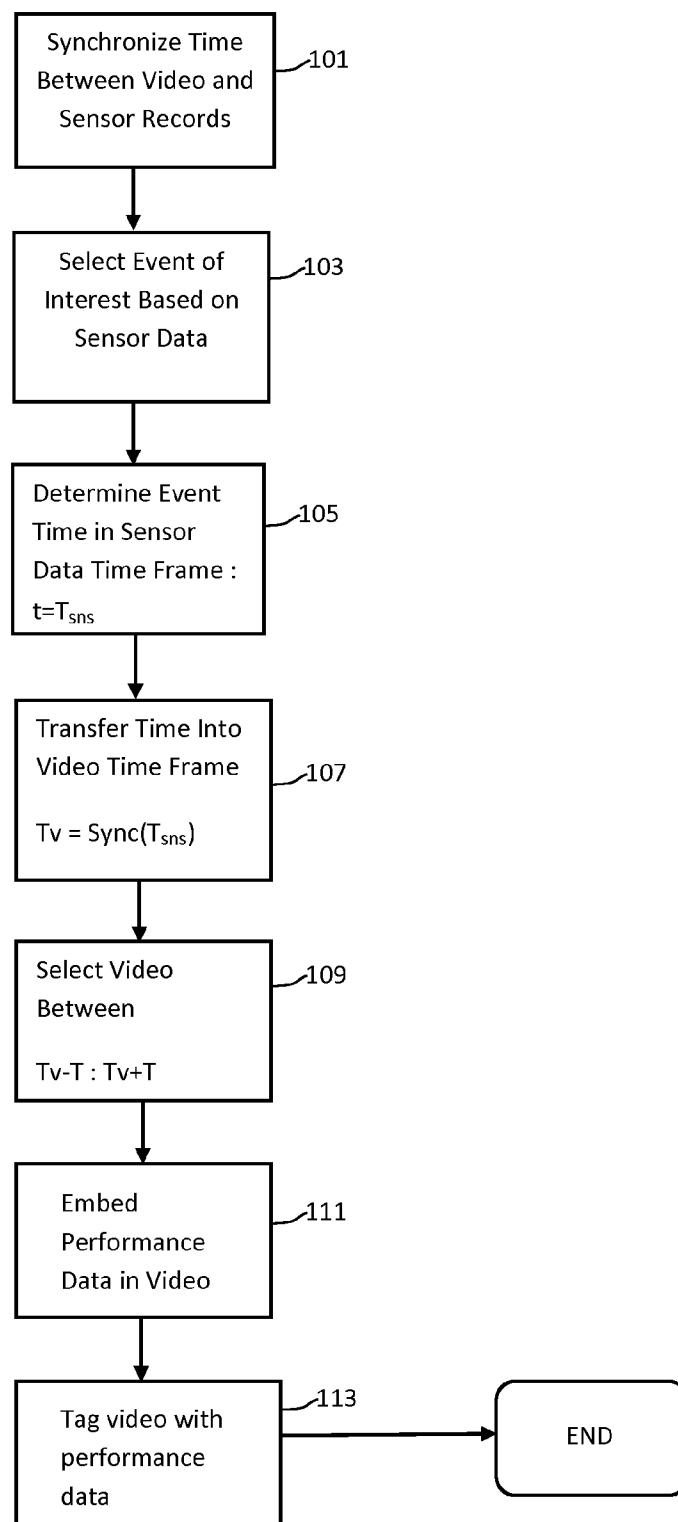 Synchronize Time
Between Video and
Sensor Records
101
Select Event of
Interest Based on
Sensor Data
103
Determine Event
Time in Sensor
Data Time Frame :
t=Tsns
105
Transfer Time Into
Video Time Frame
Tv = Sync(Tsns)
107
Select Video
Between
Tv-T : Tv+T
109
Embed
Performance
Data in Video
111
Tag video with
performance
data
113
END